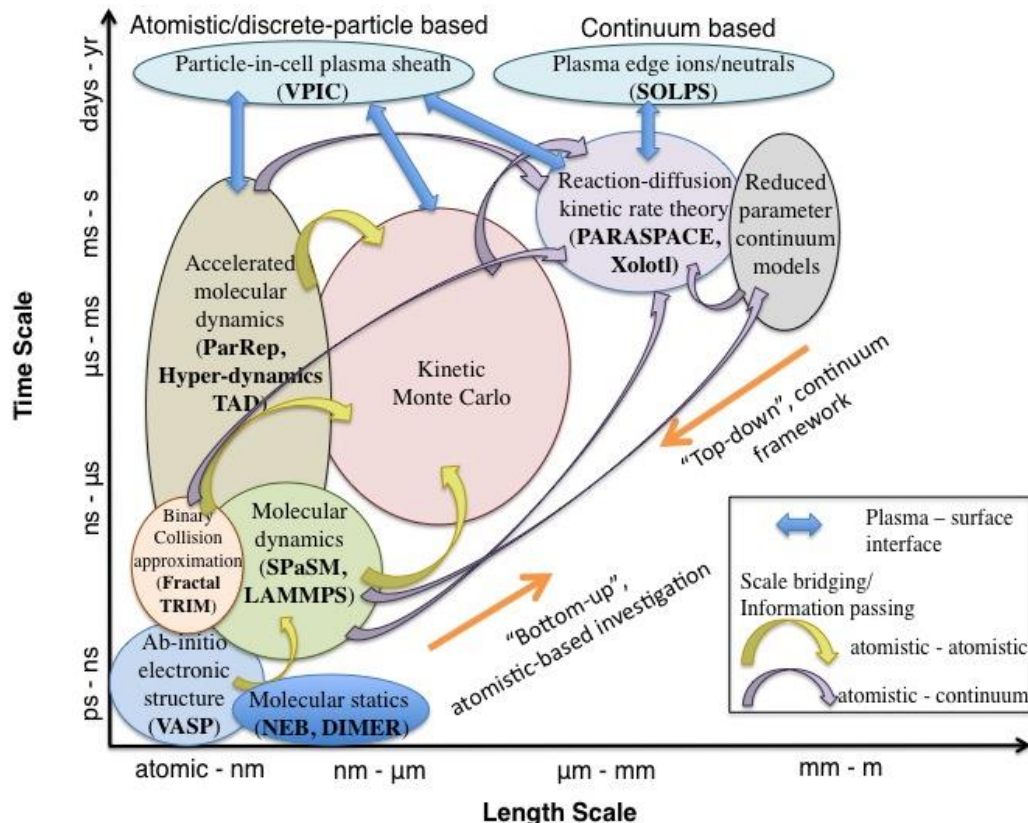 Atomistic/discrete-particle based
Continuum based
Particle-in-cell plasma sheath
(VPIC)
Plasma edge ions/neutrals
(SOLPS)
Reaction-diffusion
kinetic rate theory
(PARASPACE,
Xolotl)
Reduced
parameter
continuum
models
Accelerated
molecular
dynamics
(ParRep,
Hyper-dynamics
TAD)
Kinetic
Monte Carlo
Binary
Collision
approximation
(Fractal
TRIM)
Molecular
dynamics
(SPaSM,
LAMMPS)
Ab-initio
electronic
structure
(VASP)
Molecular statics
(NEB, DIMER)
“Top-down”, continuum
framework
“Bottom-up”,
atomistic-based investigation
Plasma – surface
interface
Scale bridging/
Information passing
atomistic - atomistic
atomistic - continuum
Time Scale
days - yr
ms - s
μs - ms
ns - μs
ps - ns
atomic - nm
nm - μm
μm - mm
mm - m
Length Scale